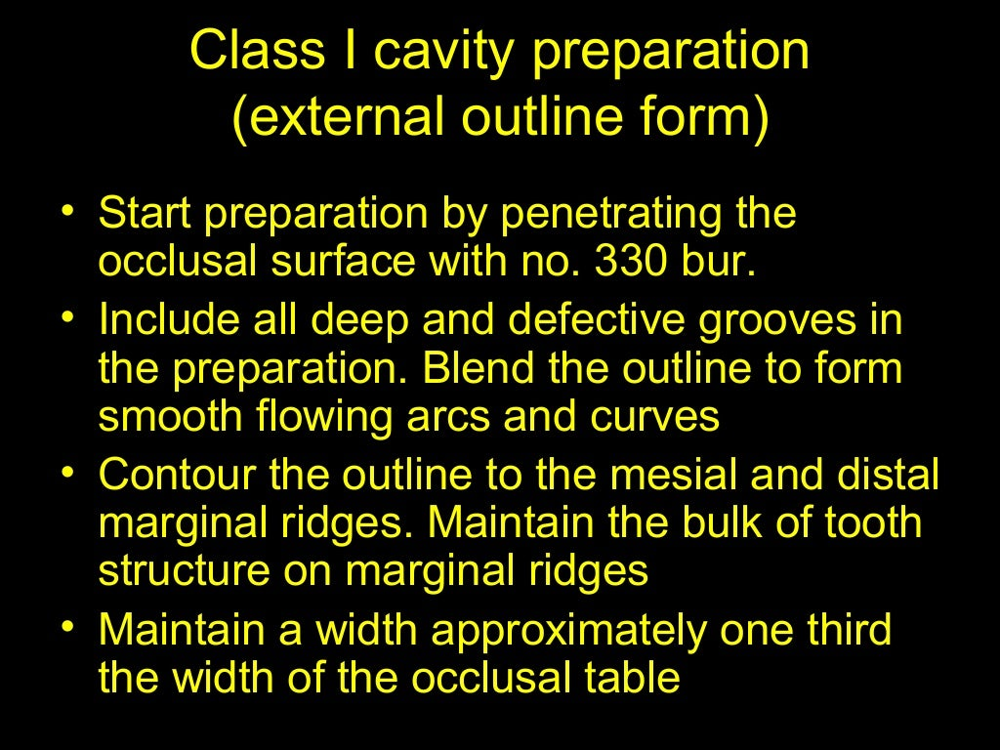 Class I cavity preparation
(external outline form)
• Start preparation by penetrating the
occlusal surface with no. 330 bur.
• Include all deep and defective grooves in
the preparation. Blend the outline to form
smooth flowing arcs and curves
• Contour the outline to the mesial and distal
marginal ridges. Maintain the bulk of tooth
structure on marginal ridges
• Maintain a width approximately one third
the width of the occlusal table